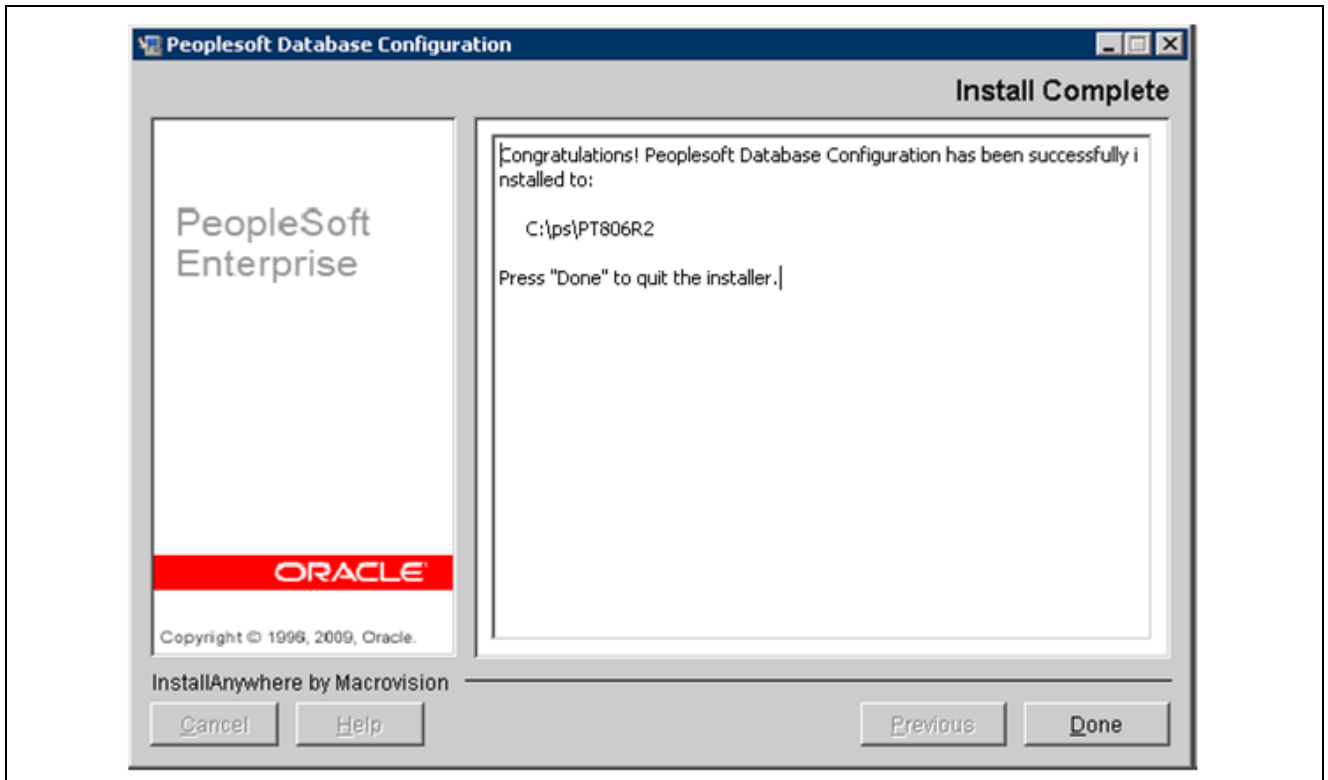 Peoplesoft Database Configuration
Install Complete
PeopleSoft
Enterprise
ORACLE
Copyright © 1996, 2009, Oracle.
Congratulations! Peoplesoft Database Configuration has been successfully i
nstalled to:
C:\ps\PT806R2
Press "Done" to quit the installer.
InstallAnywhere by Macrovision
Cancel
Help
Previous
Done